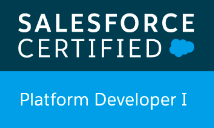 SALESFORCE
CERTIFIED
Platform Developer I